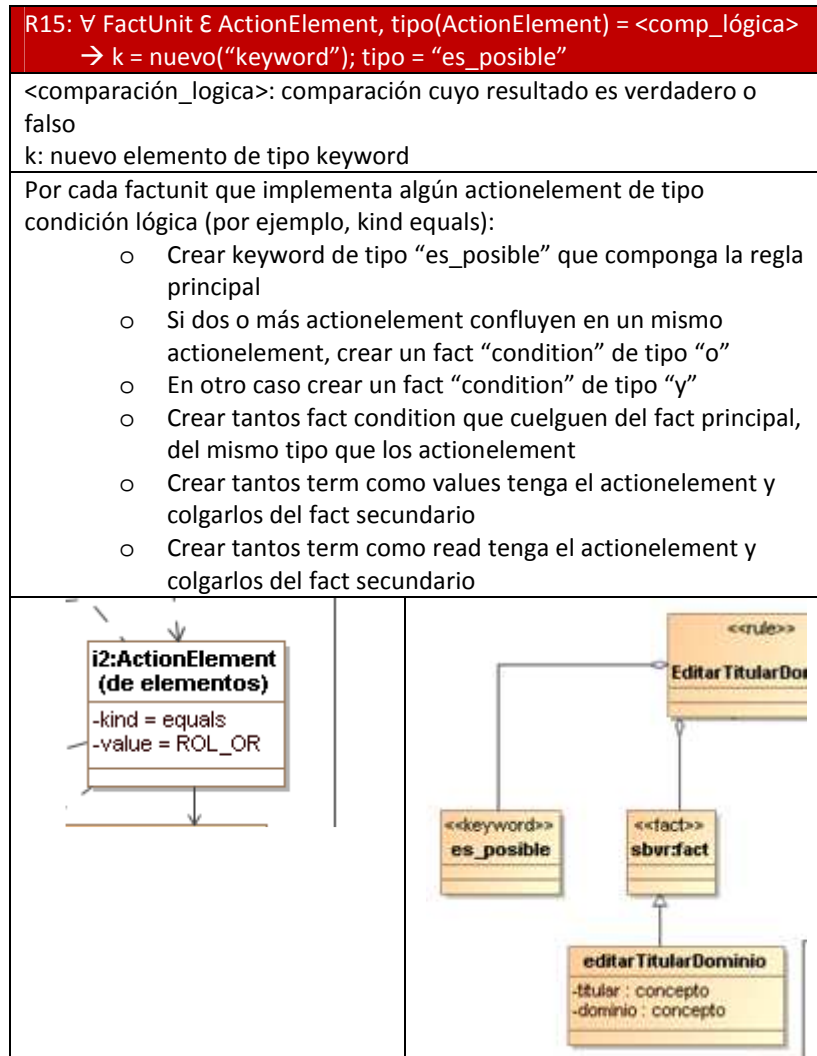 R15: ∀ FactUnit Ɛ ActionElement, tipo(ActionElement) = <comp_lógica>
→ k = nuevo(“keyword”); tipo = “es_posible”
<comparación_logica>: comparación cuyo resultado es verdadero o
falso
k: nuevo elemento de tipo keyword
Por cada factunit que implementa algún actionelement de tipo
condición lógica (por ejemplo, kind equals):
o Crear keyword de tipo “es_posible” que componga la regla
principal
o Si dos o más actionelement confluyen en un mismo
actionelement, crear un fact “condition” de tipo “o”
o En otro caso crear un fact “condition” de tipo “y”
o Crear tantos fact condition que cuelguen del fact principal,
del mismo tipo que los actionelement
o Crear tantos term como values tenga el actionelement y
colgarlos del fact secundario
o Crear tantos term como read tenga el actionelement y
colgarlos del fact secundario
i2:ActionElement
(de elementos)
-kind = equals
-value = ROL_OR
<<rule>>
EditarTitularDo
<<keyword>>
es_posible
<<fact>>
sbvr:fact
editarTitularDominio
-titular : concepto
-dominio : concepto